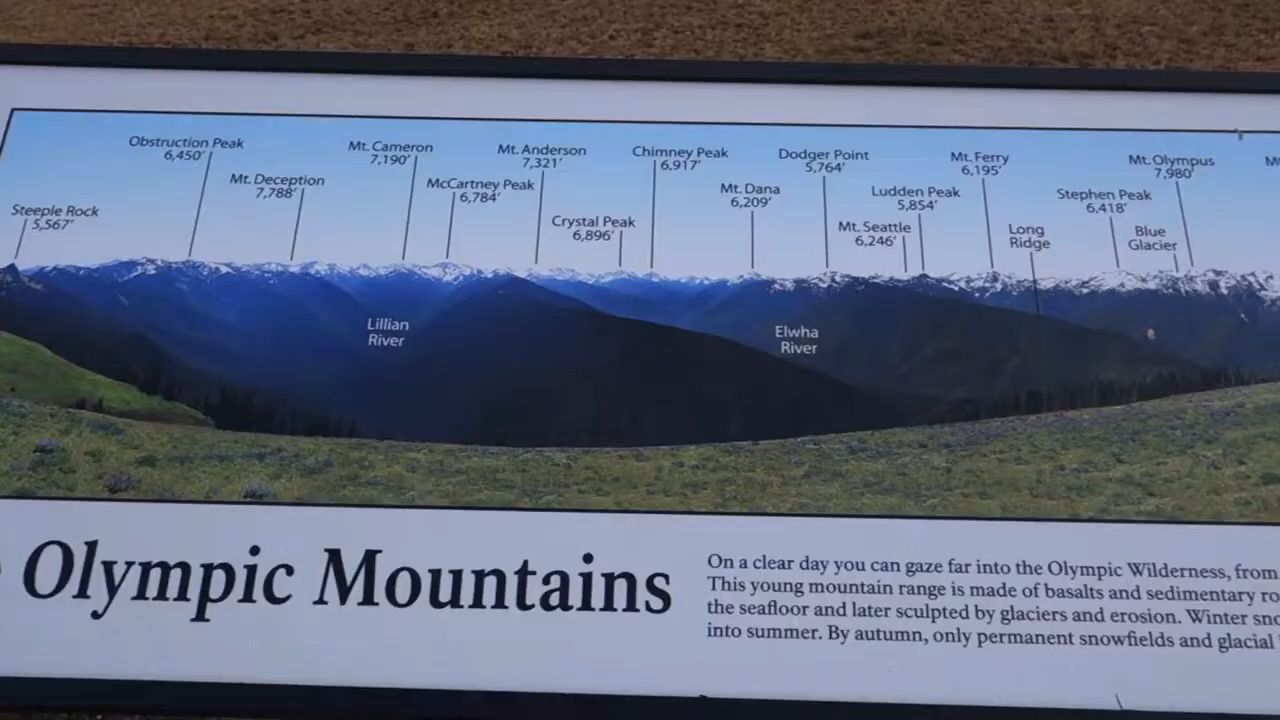 Obstruction Peak
6,450'
Mt. Deception
7,788'
Steeple Rock
5,567'
Mt. Cameron
7,190'
McCartney Peak
6,784'
Mt. Anderson
7,321'
Crystal Peak
6,896'
Chimney Peak
6,917'
Mt. Dana
6,209'
Dodger Point
5,764'
Mt. Seattle
6,246'
Ludden Peak
5,854'
Mt. Ferry
6,195'
Long
Ridge
Stephen Peak
6,418'
Mt. Olympus
7,980'
Blue
Glacier
Lillian
River
Elwha
River
Olympic Mountains
On a clear day you can gaze far into the Olympic Wilderness, from
This young mountain range is made of basalts and sedimentary
the seafloor and later sculpted by glaciers and erosion. Winter
into summer. By autumn, only permanent snowfields and glacial